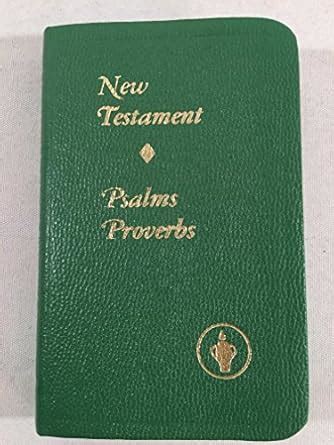 New
Testament
Psalms
Proverbs